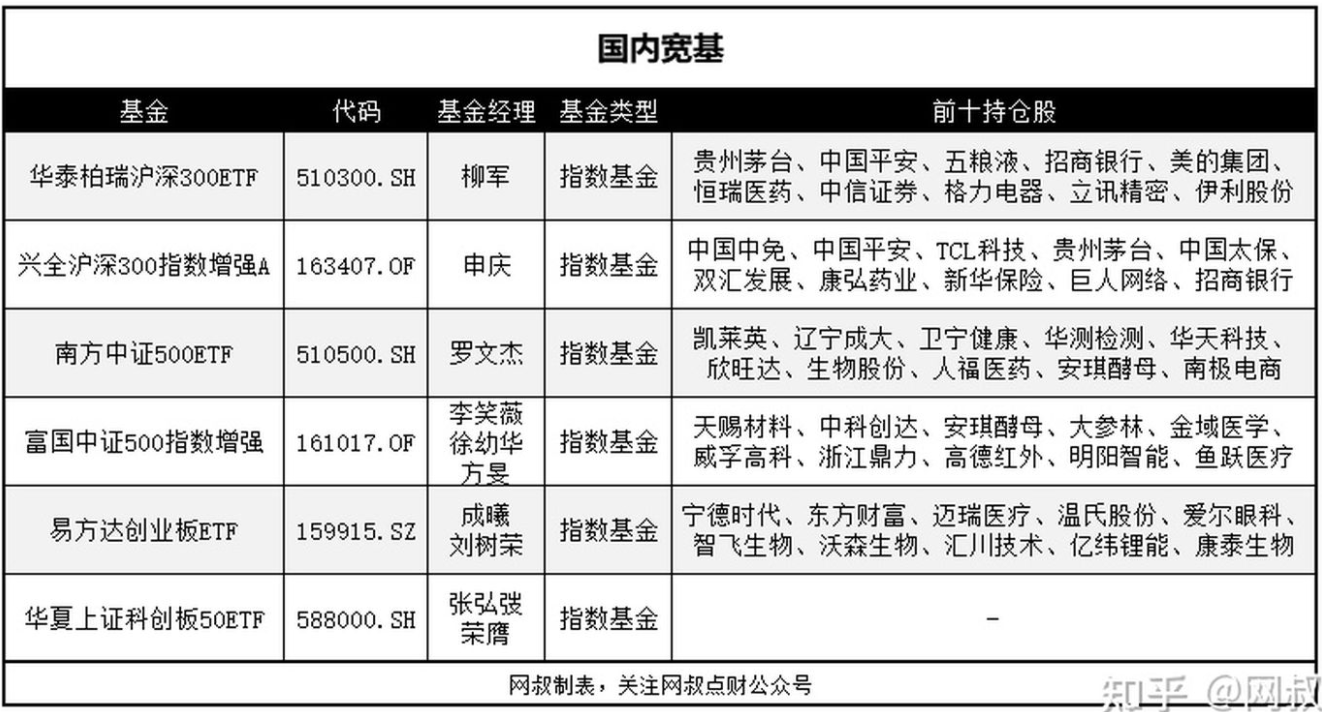 国内宽基
基金 代码 基金经理 基金类型 前十持仓股
华泰柏瑞沪深300ETF 510300.SH 柳军 指数基金 贵州茅台、中国平安、五粮液、招商银行、美的集团、
恒瑞医药、中信证券、格力电器、立讯精密、伊利股份
兴全沪深300指数增强A 163407.OF 申庆 指数基金 中国中免、中国平安、TCL科技、贵州茅台、中国太保、
双汇发展、康弘药业、新华保险、巨人网络、招商银行
南方中证500ETF 510500.SH 罗文杰 指数基金 凯莱英、辽宁成大、卫宁健康、华测检测、华天科技、
欣旺达、生物股份、人福医药、安琪酵母、南极电商
富国中证500指数增强 161017.OF 李笑薇
徐幼华
方旻 指数基金 天赐材料、中科创达、安琪酵母、大参林、金域医学、
威孚高科、浙江鼎力、高德红外、明阳智能、鱼跃医疗
易方达创业板ETF 159915.SZ 成曦
刘树荣 指数基金 宁德时代、东方财富、迈瑞医疗、温氏股份、爱尔眼科、
智飞生物、沃森生物、汇川技术、亿纬锂能、康泰生物
华夏上证科创板50ETF 588000.SH 张弘弢
荣膺 指数基金 -
网叔制表，关注网叔点财公众号
知乎 @网叔